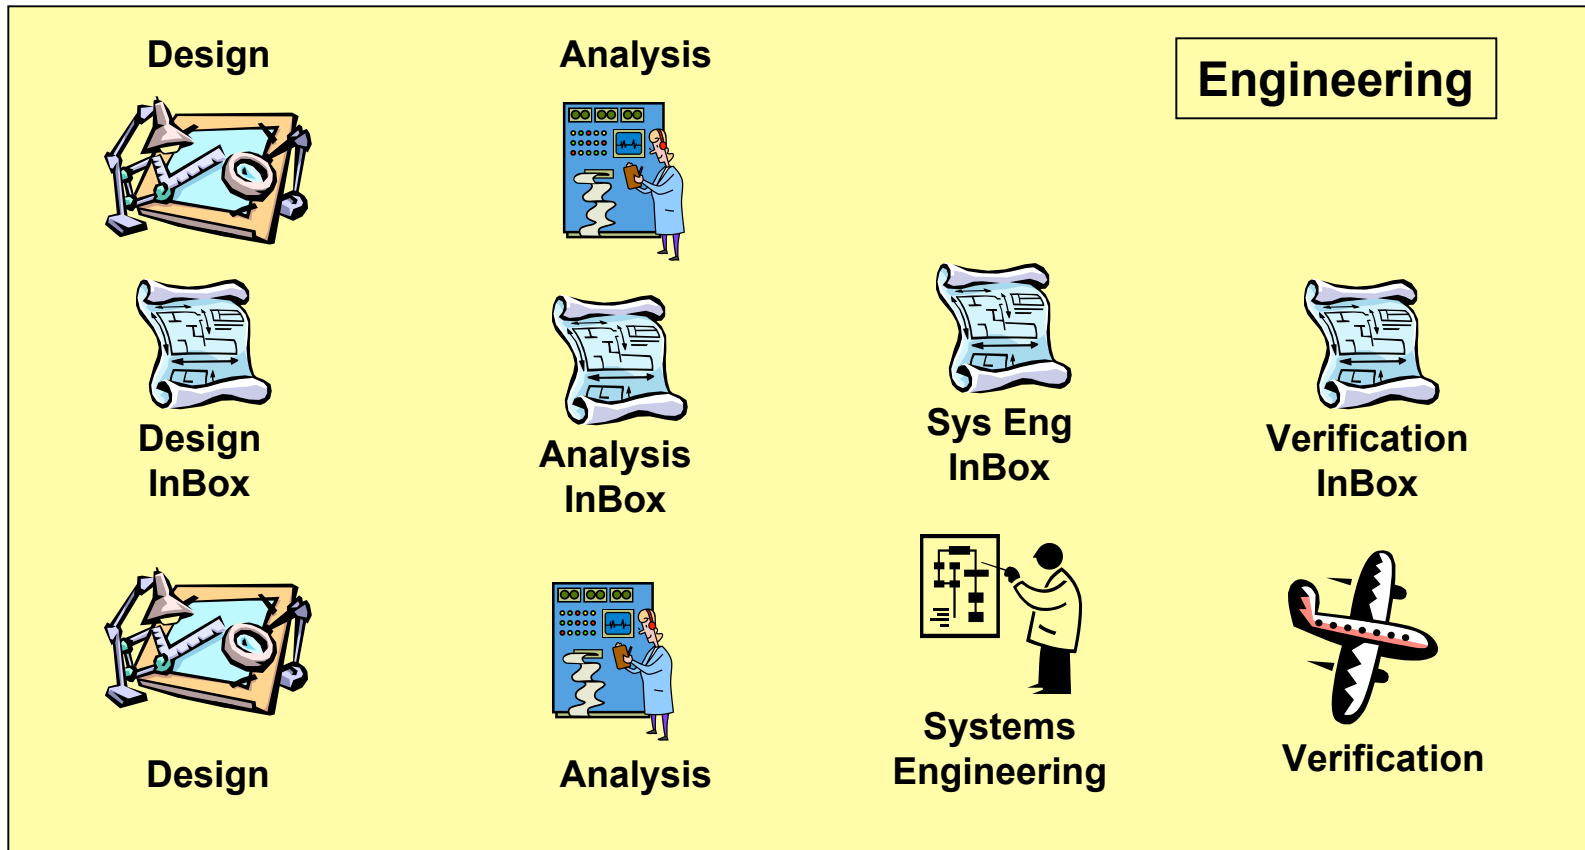 Design
Analysis
Engineering
Design
InBox
Analysis
InBox
Sys Eng
InBox
Verification
InBox
Design
Analysis
Systems
Engineering
Verification